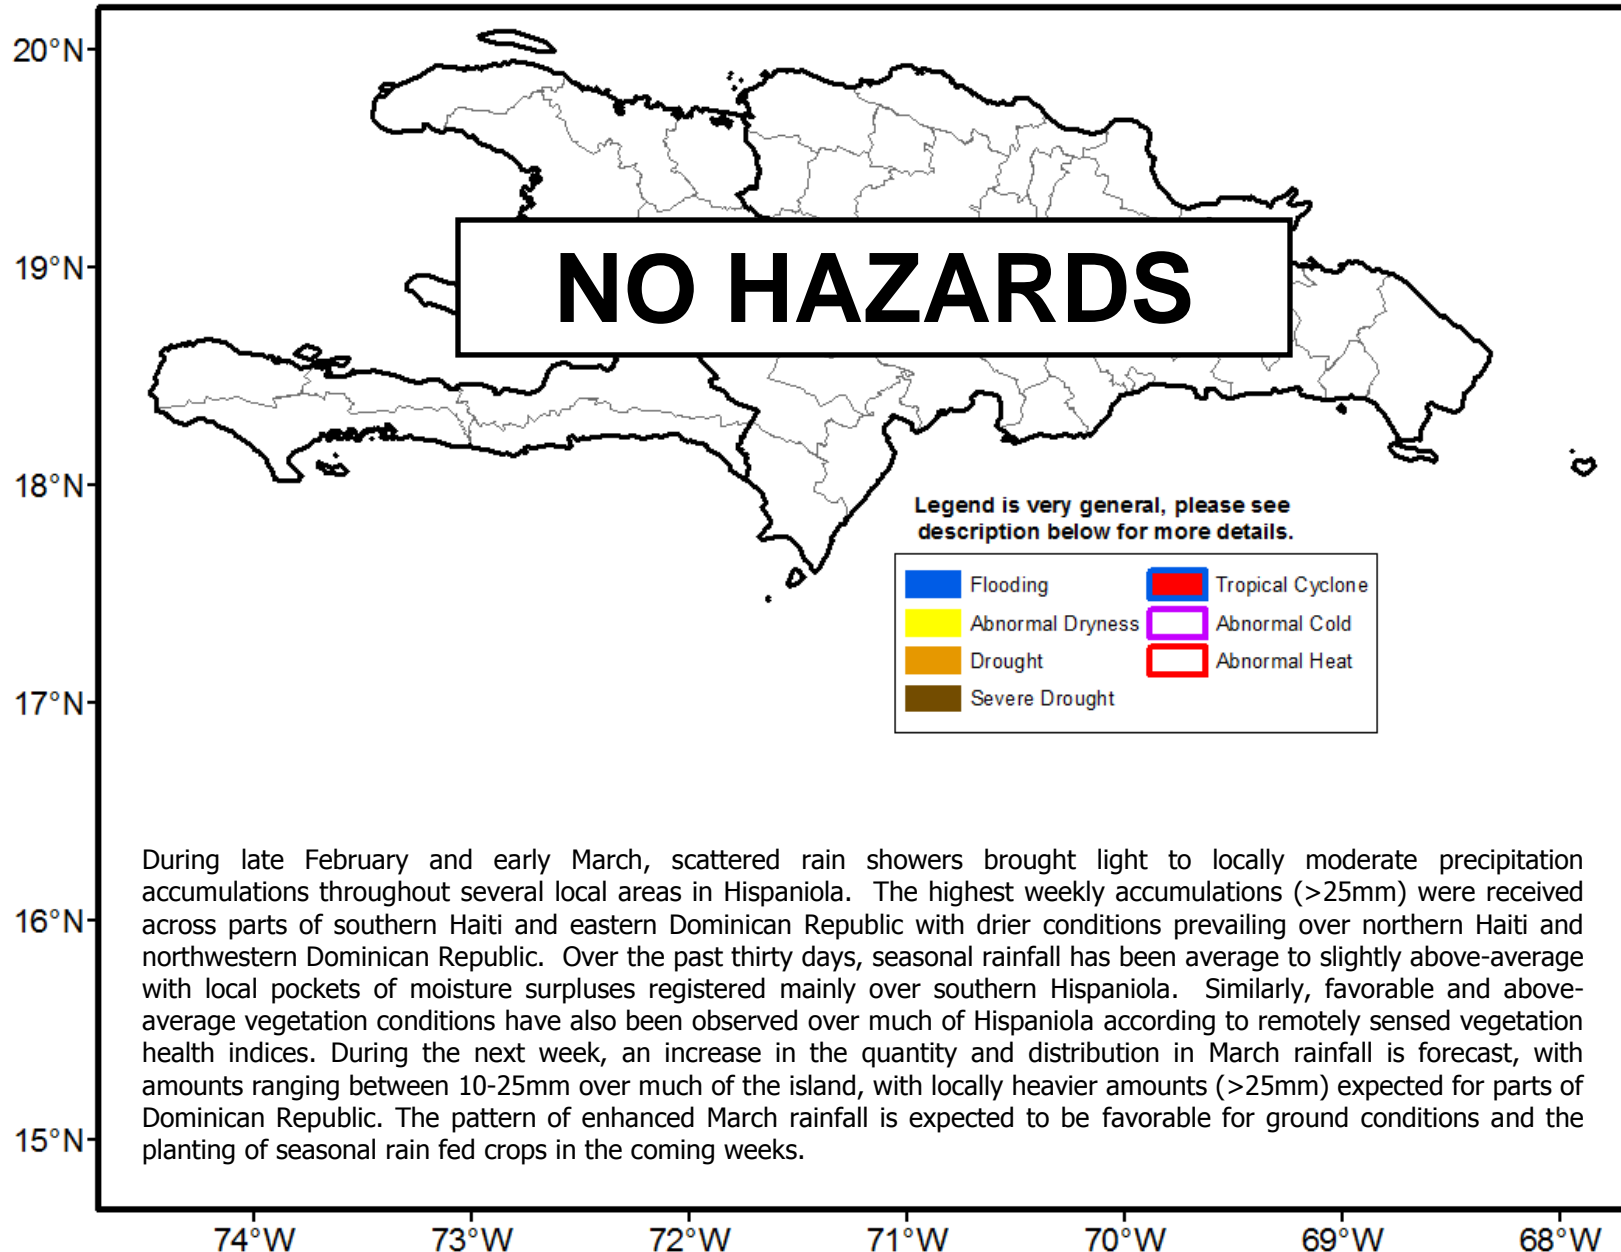 20°N
19°N
18°N
17°N
16°N
15°N
NO HAZARDS
Legend is very general, please see
description below for more details.
Flooding
Tropical Cyclone
Abnormal Dryness
Abnormal Cold
Drought
Abnormal Heat
Severe Drought
During late February and early March, scattered rain showers brought light to locally moderate precipitation
accumulations throughout several local areas in Hispaniola. The highest weekly accumulations (>25mm) were received
across parts of southern Haiti and eastern Dominican Republic with drier conditions prevailing over northern Haiti and
northwestern Dominican Republic. Over the past thirty days, seasonal rainfall has been average to slightly above-average
with local pockets of moisture surpluses registered mainly over southern Hispaniola. Similarly, favorable and above-
average vegetation conditions have also been observed over much of Hispaniola according to remotely sensed vegetation
health indices. During the next week, an increase in the quantity and distribution in March rainfall is forecast, with
amounts ranging between 10-25mm over much of the island, with locally heavier amounts (>25mm) expected for parts of
Dominican Republic. The pattern of enhanced March rainfall is expected to be favorable for ground conditions and the
planting of seasonal rain fed crops in the coming weeks.
74°W
73°W
72°W
71°W
70°W
69°W
68°W